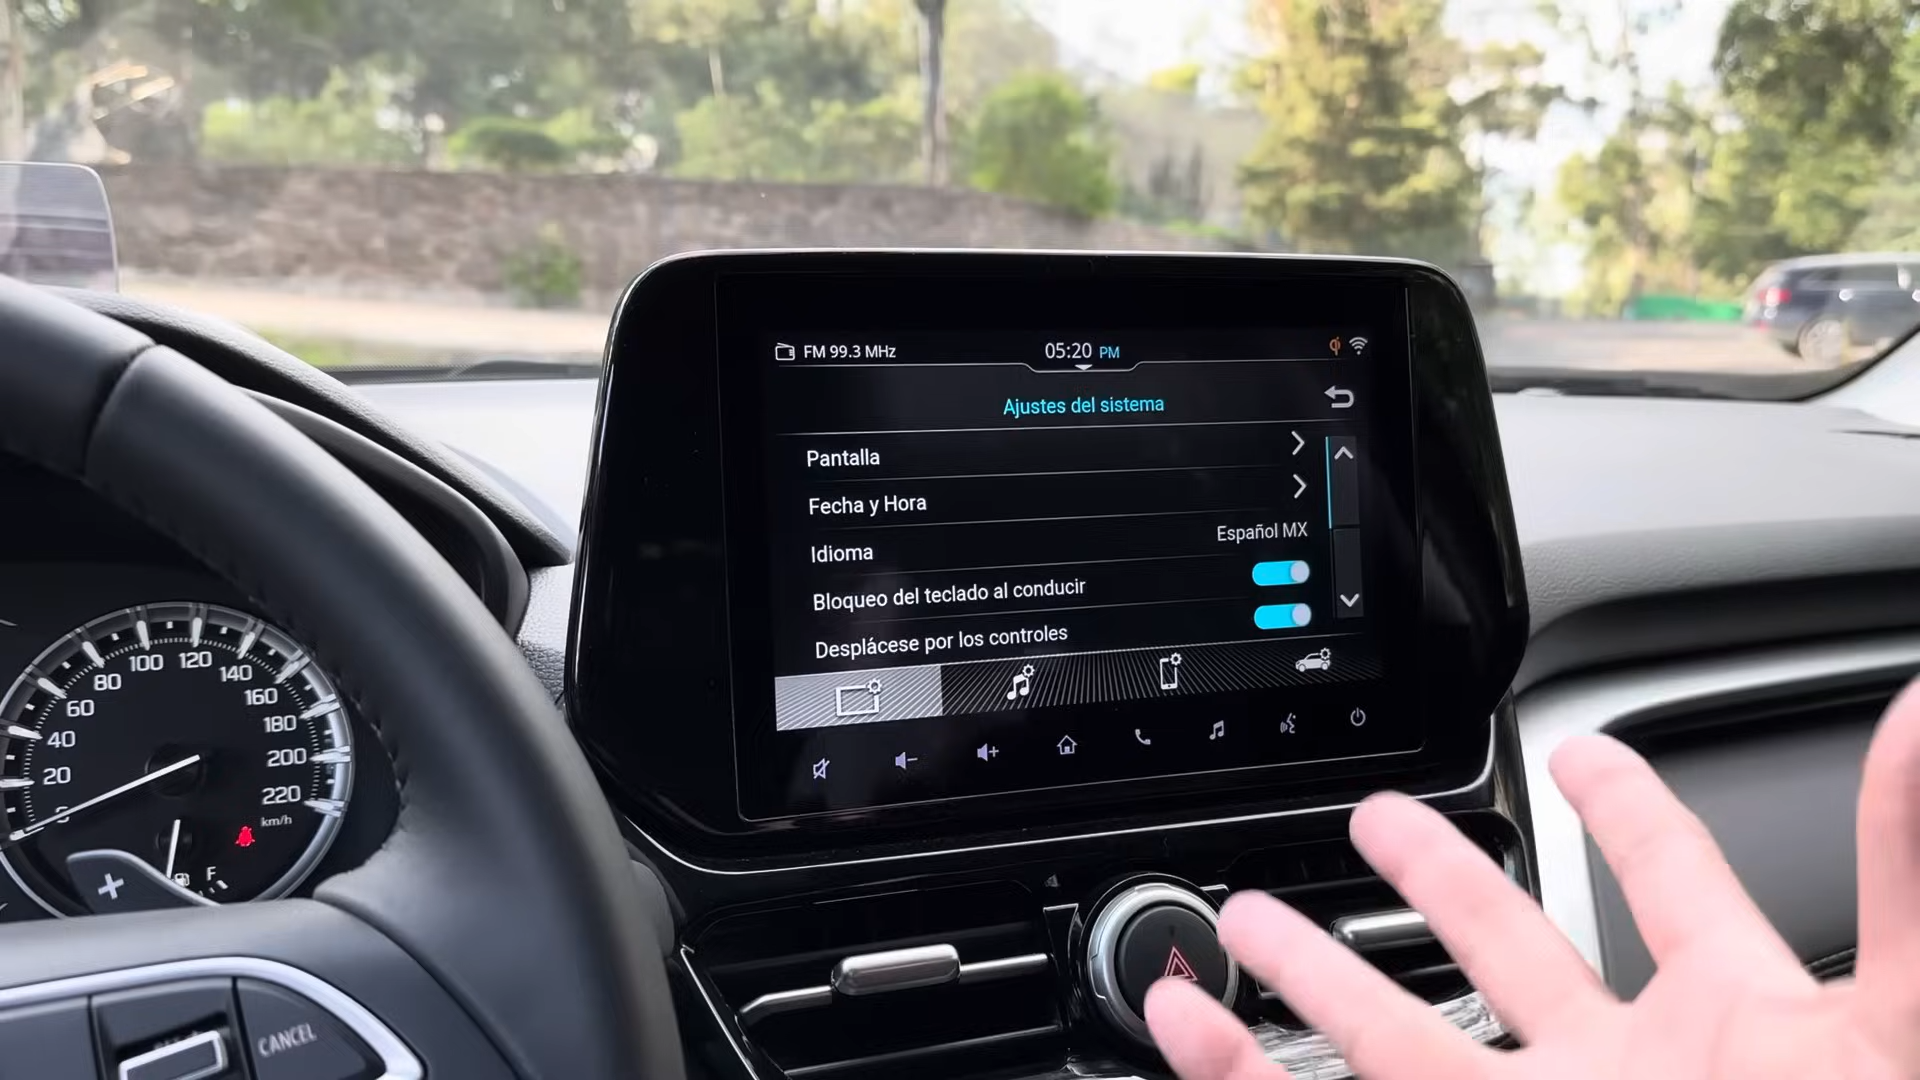 FM 99.3 MHz
05:20 PM
Ajustes del sistema
Pantalla
Fecha y Hora
Idioma
Español MX
Bloqueo del teclado al conducir
Desplácese por los controles
20
40
60
80
100
120
140
160
180
200
220
km/h
F
+
CANCEL